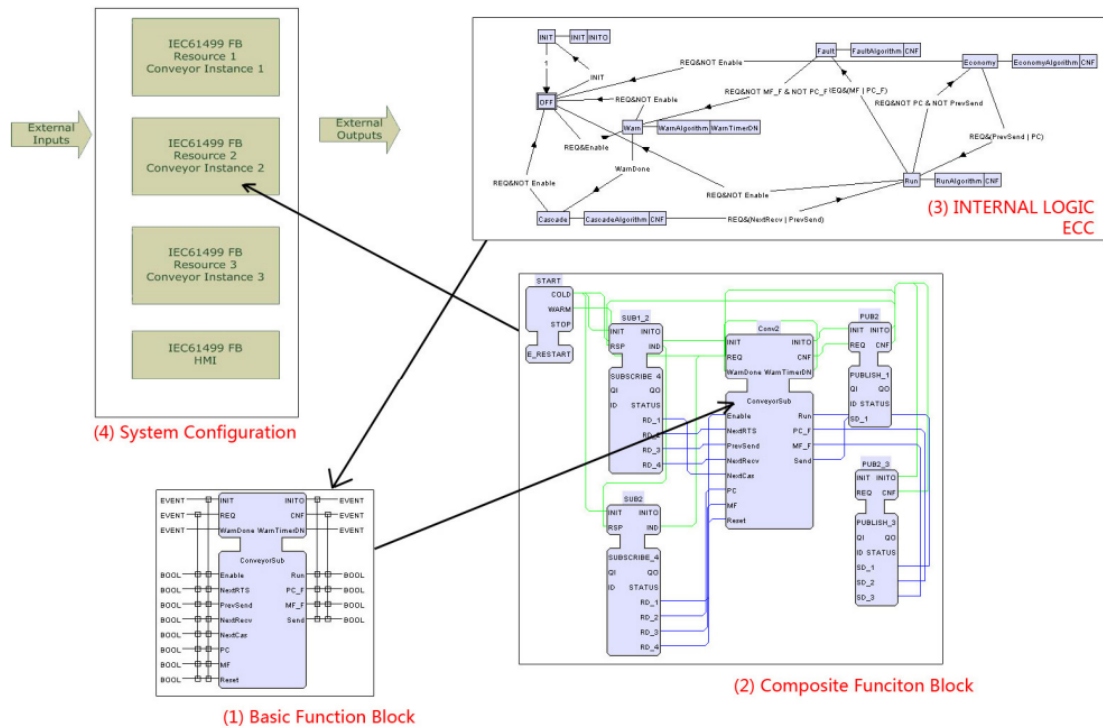 IEC61499 FB
Resource 1
Conveyor Instance 1
External
Inputs
IEC61499 FB
Resource 2
Conveyor Instance 2
External
Outputs
IEC61499 FB
Resource 3
Conveyor Instance 3
IEC61499 FB
HMI
(4) System Configuration
INIT INIT INITO
1
INIT
OFF
REQ&NOT Enable
Fault FaultAlgorithm CNF
Economy EconomyAlgorithm CNF
REQ&NOT MF_F & NOT PC_F
REQ&(MF | PC_F)
REQ&NOT PC & NOT PrevSend
REQ&NOT Enable
REQ&Enable
Warn WarnAlgorithm WarnTimerDN
REQ&(PrevSend | PC)
WarnDone
REQ&NOT Enable
REQ&NOT Enable
Run RunAlgorithm CNF
Cascade CascadeAlgorithm CNF
REQ&(NextRecv | PrevSend)
(3) INTERNAL LOGIC
ECC
START
COLD
WARM
STOP
E_RESTART
SUB1_2
INIT INITO
RSP IND
SUBSCRIBE_4
QI QO
ID STATUS
RD_1
RD_2
RD_3
RD_4
Conv2
INIT INITO
REQ CNF
WarnDone WarnTimerDN
ConveyorSub
Enable Run
NextRTS PC_F
PrevSend MF_F
NextRecv Send
NextCas
PC
MF
Reset
PUB2
INIT INITO
REQ CNF
PUBLISH_1
QI QO
ID STATUS
SD_1
SUB2
INIT INITO
RSP IND
SUBSCRIBE_4
QI QO
ID STATUS
RD_1
RD_2
RD_3
RD_4
PUB2_3
INIT INITO
REQ CNF
PUBLISH_3
QI QO
ID STATUS
SD_1
SD_2
SD_3
(2) Composite Funciton Block
EVENT INIT INITO EVENT
EVENT REQ CNF EVENT
EVENT WarnDone WarnTimerDN EVENT
ConveyorSub
BOOL Enable Run BOOL
BOOL NextRTS PC_F BOOL
BOOL PrevSend MF_F BOOL
BOOL NextRecv Send BOOL
BOOL NextCas
BOOL PC
BOOL MF
BOOL Reset
(1) Basic Function Block